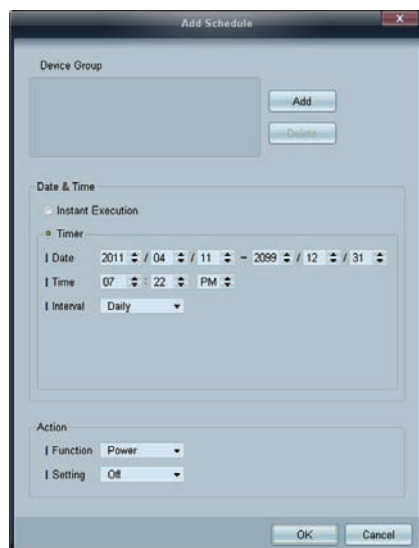 Add Schedule
Device Group
Add
Delete
Date & Time
Instant Execution
Timer
Date 2011 / 04 / 11 ~ 2099 / 12 / 31
Time 07 : 22 PM
Interval Daily
Action
Function Power
Setting Off
OK Cancel